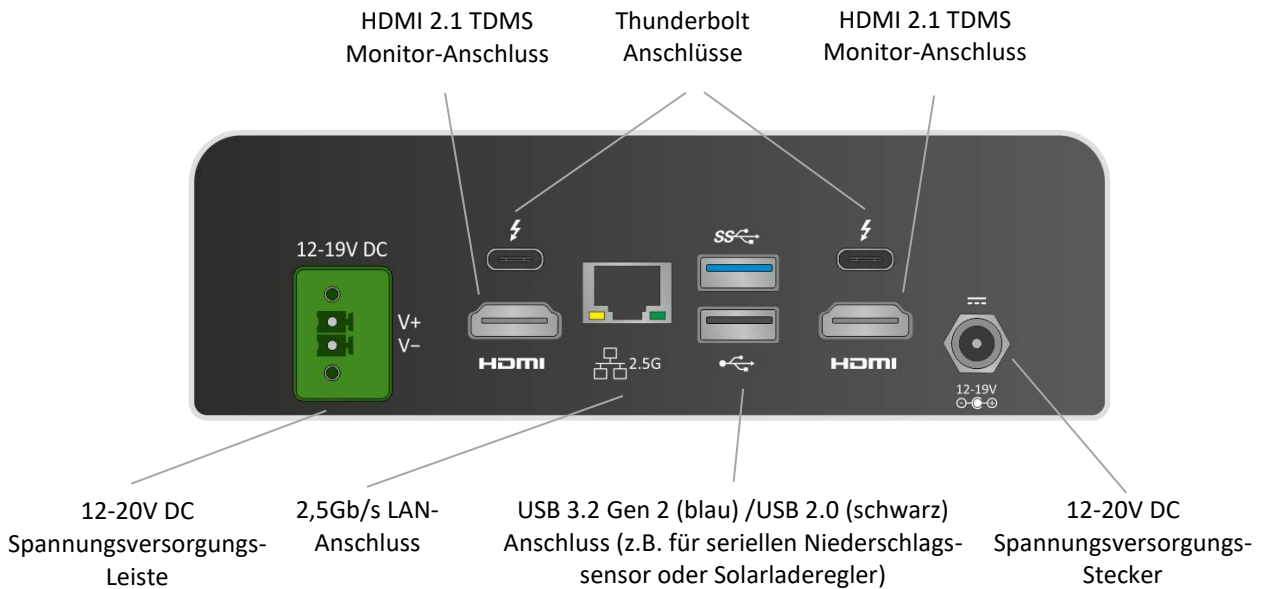 HDMI 2.1 TDMS
Monitor-Anschluss
Thunderbolt
Anschlüsse
HDMI 2.1 TDMS
Monitor-Anschluss
12-19V DC
V+
V−
HDMI
2.5G
SS
HDMI
12-19V
12-20V DC
Spannungsversorgungs-
Leiste
2,5Gb/s LAN-
Anschluss
USB 3.2 Gen 2 (blau) /USB 2.0 (schwarz)
Anschluss (z.B. für seriellen Niederschlags-
sensor oder Solarladeregler)
12-20V DC
Spannungsversorgungs-
Stecker